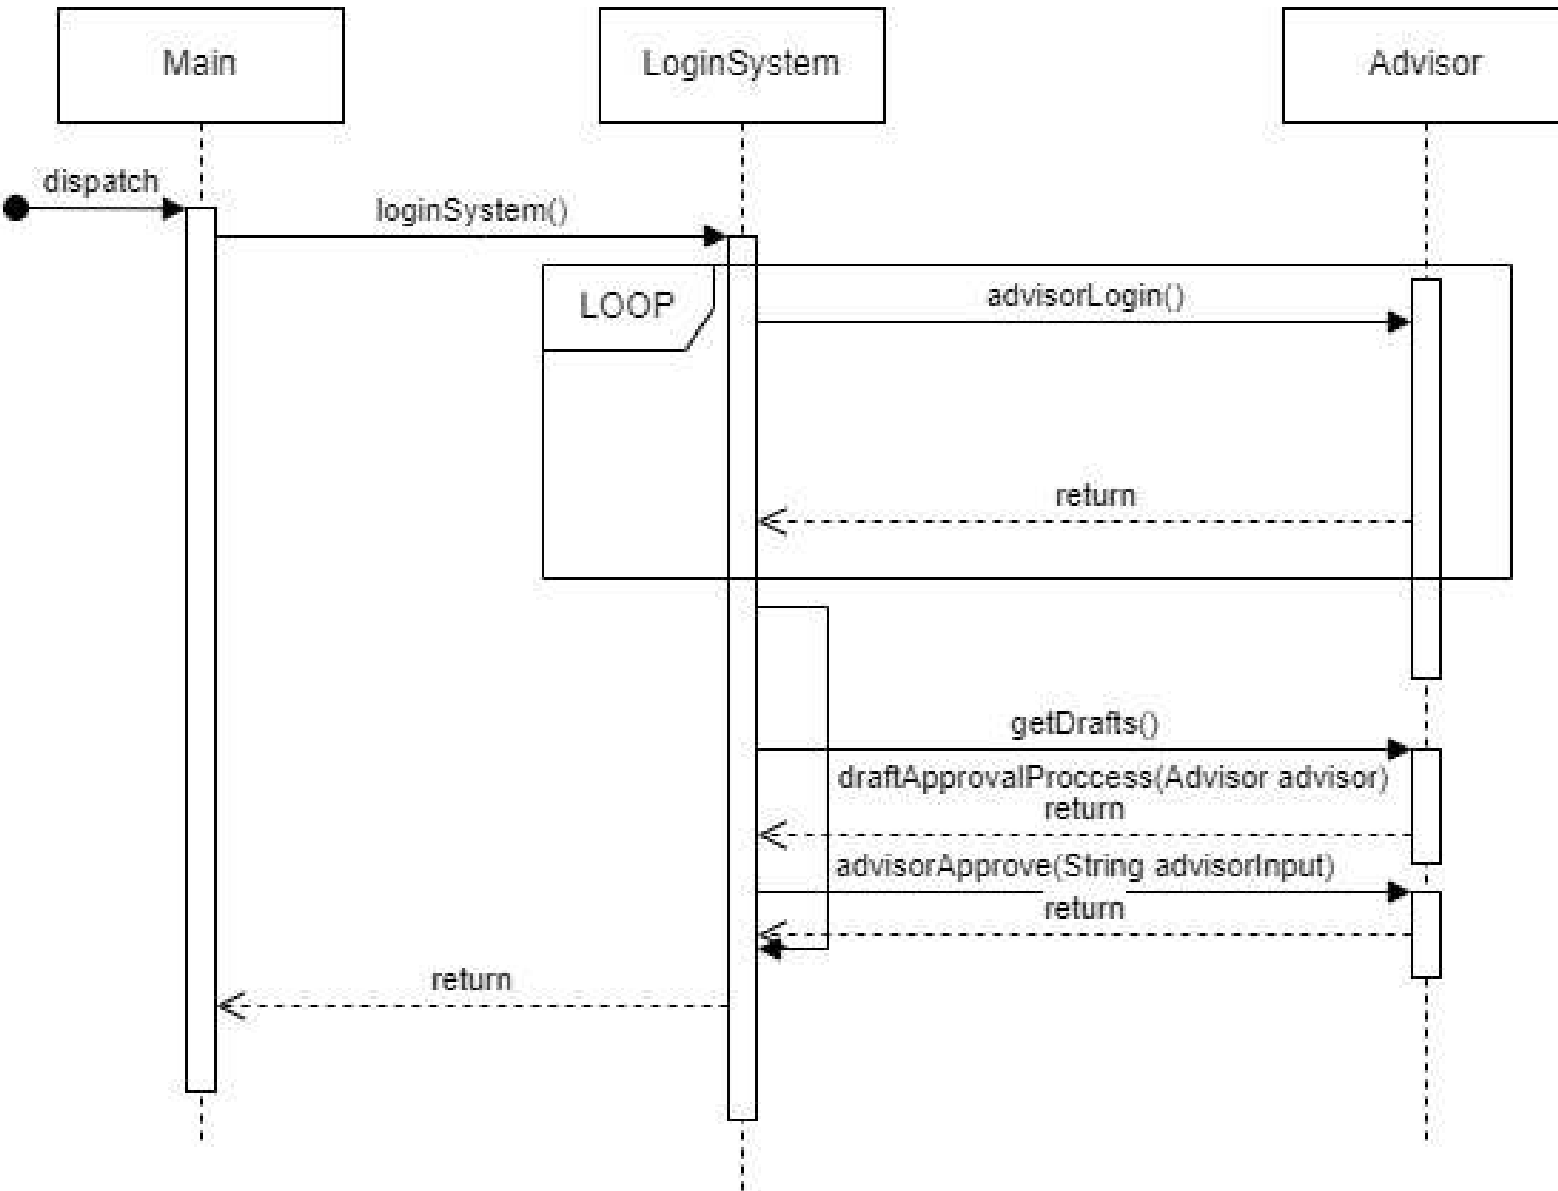 Main
LoginSystem
Advisor
dispatch
loginSystem()
LOOP
advisorLogin()
return
getDrafts()
draftApprovalProccess(Advisor advisor)
return
advisorApprove(String advisorInput)
return
return